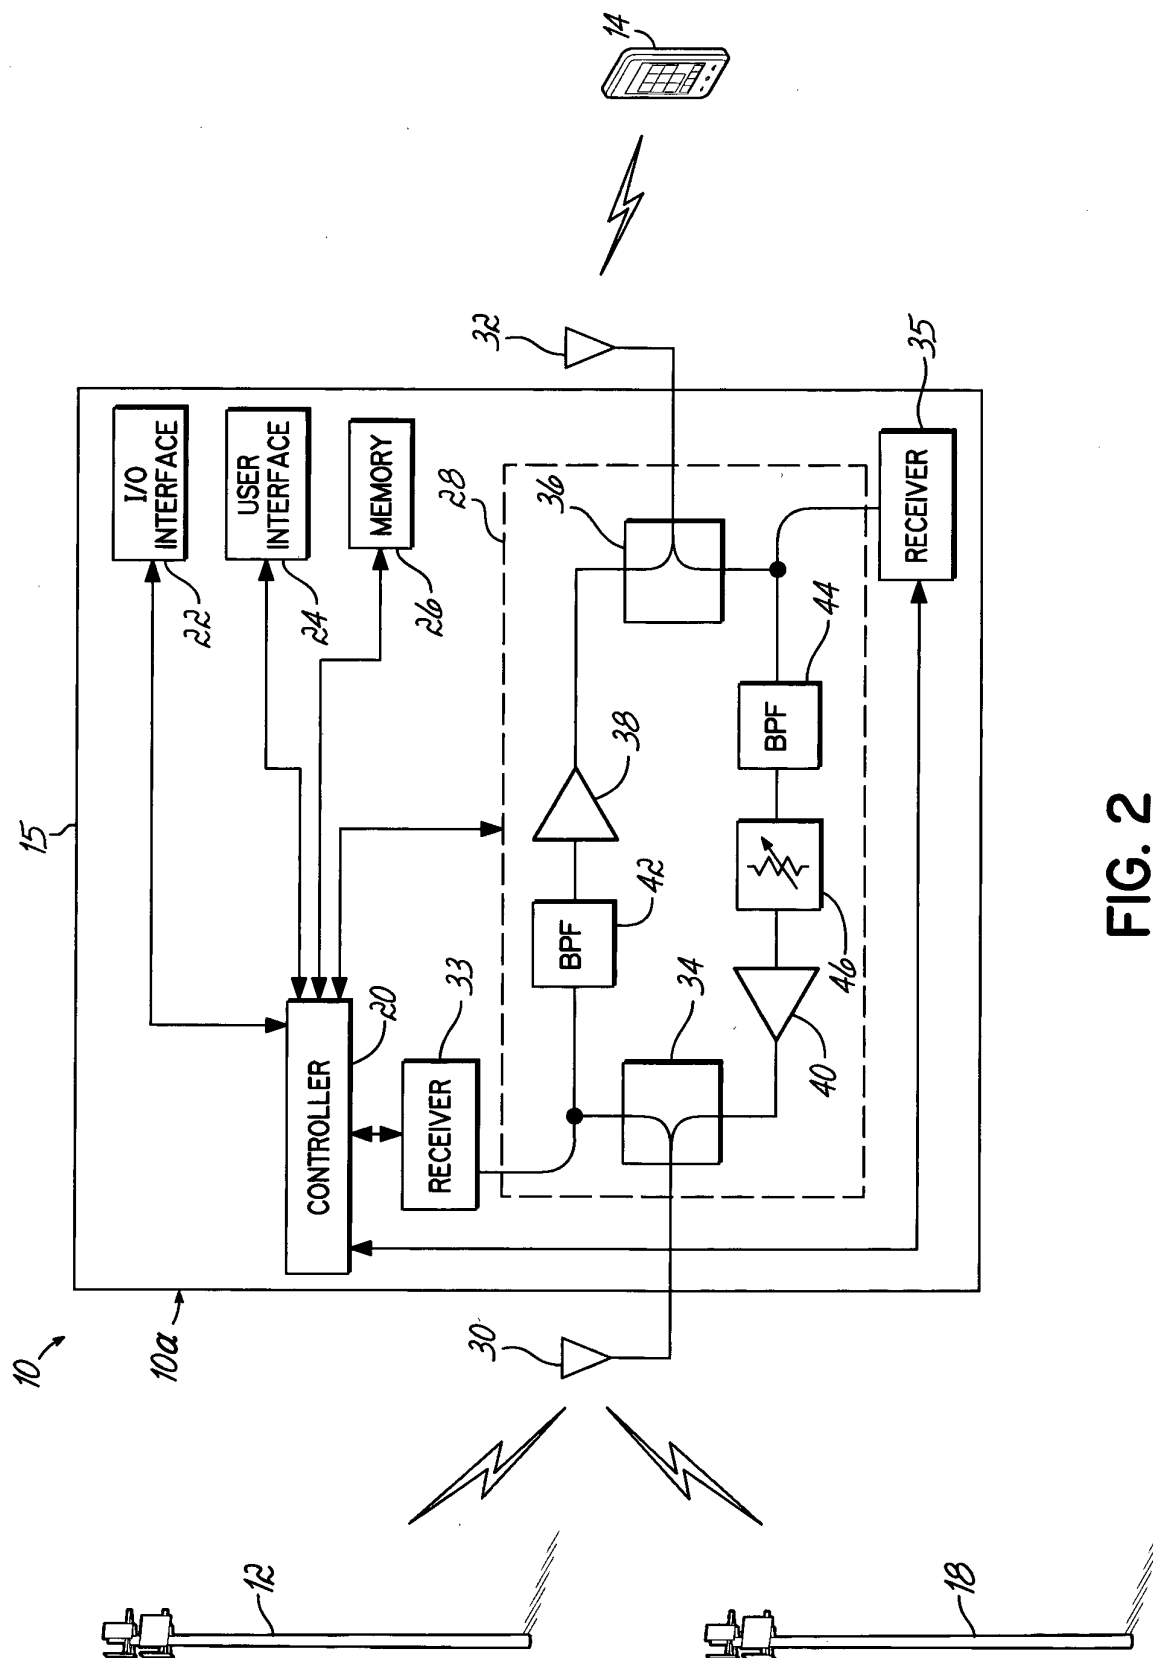 10
10a
15
I/O
INTERFACE
22
USER
INTERFACE
24
MEMORY
26
CONTROLLER
20
RECEIVER
33
28
30
32
BPF
42
38
34
36
40
46
BPF
44
RECEIVER
35
12
18
14
FIG. 2